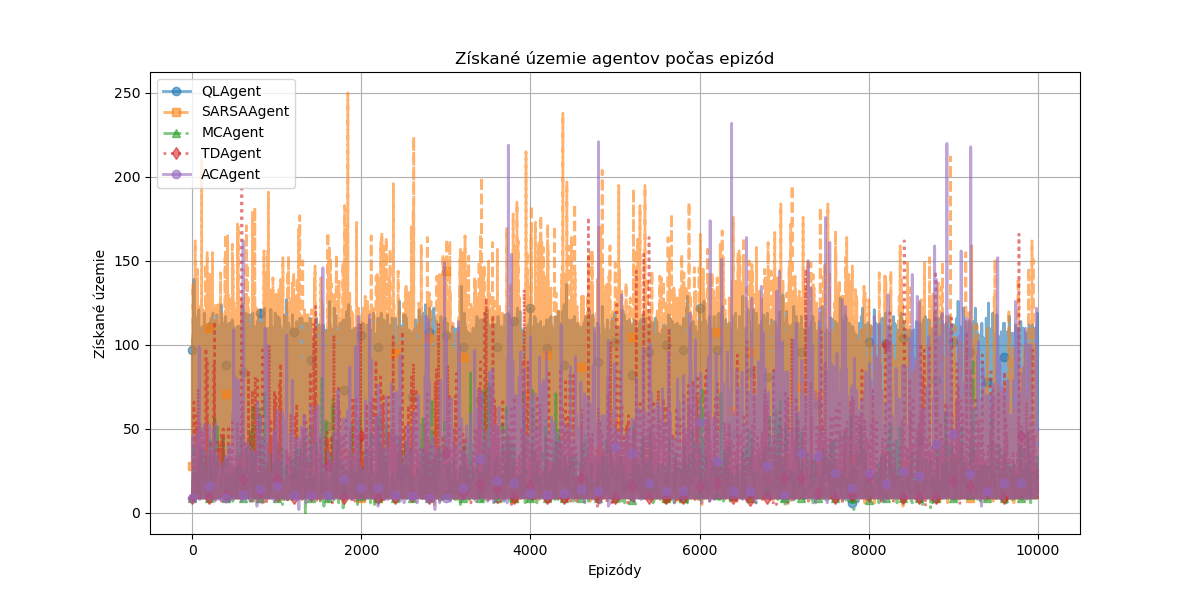 Získané územie agentov počas epizód
QLAgent
SARSAAgent
MCAgent
TDAgent
ACAgent
Získané územie
250
200
150
100
50
0
0 2000 4000 6000 8000 10000
Epizódy